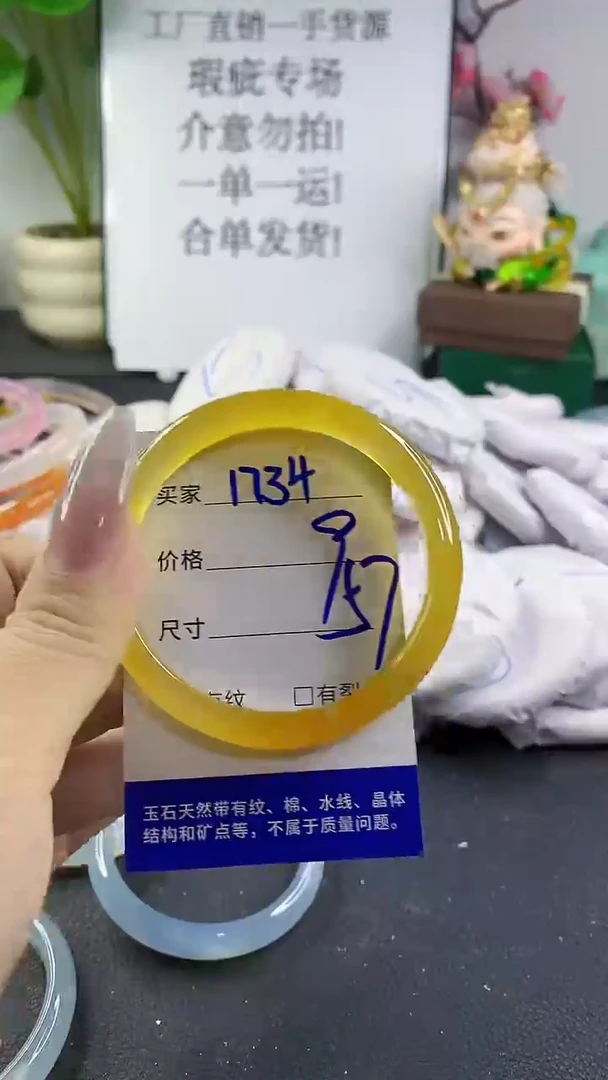 工厂直销一手货源
瑕疵专场
介意勿拍!
一单一运!
合单发货!
买家 1734
价格
尺寸 57
有纹 □有裂
玉石天然带有纹、棉、水线、晶体
结构和矿点等，不属于质量问题。